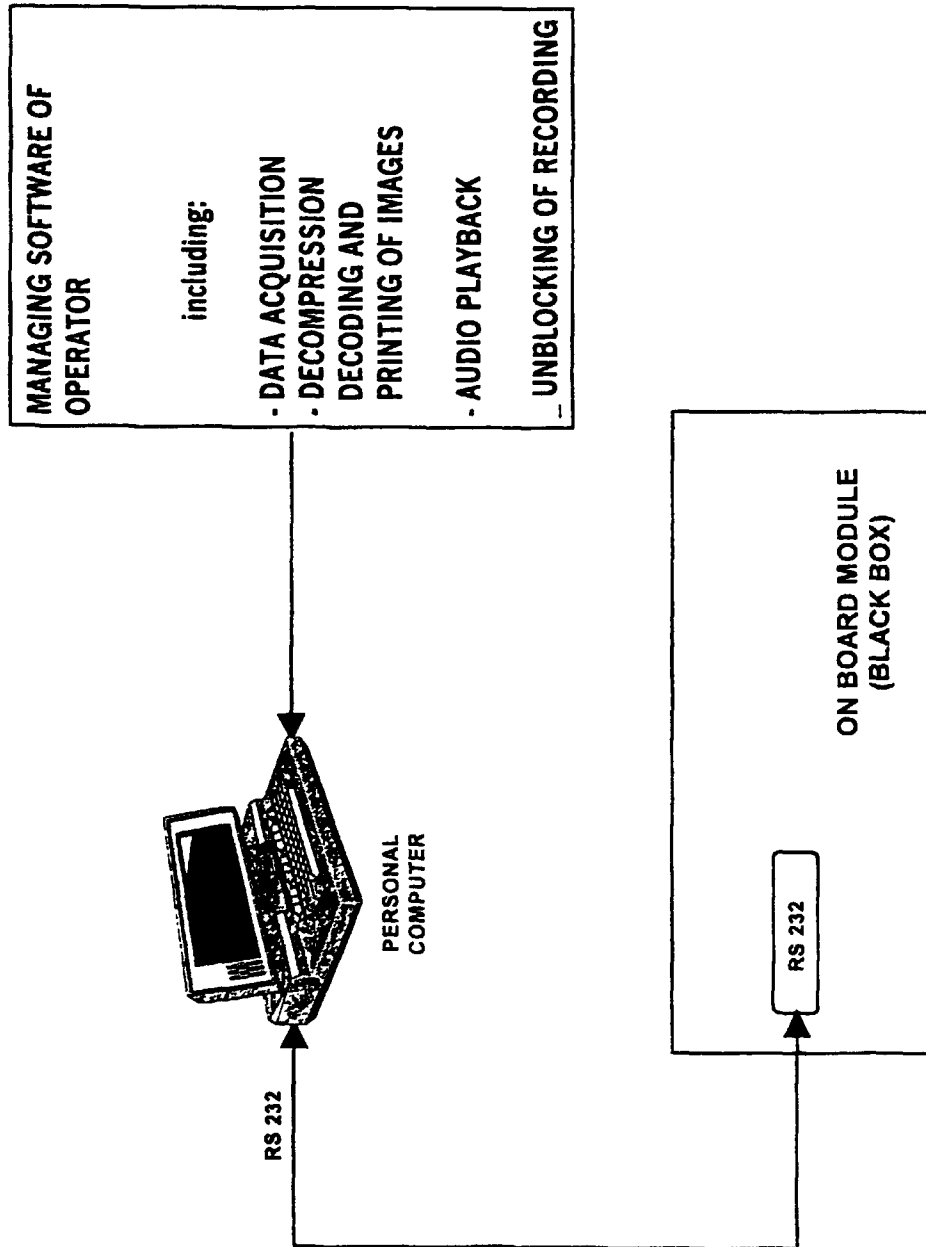 MANAGING SOFTWARE OF
OPERATOR
including:
- DATA ACQUISITION
- DECOMPRESSION
DECODING AND
PRINTING OF IMAGES
- AUDIO PLAYBACK
_ UNBLOCKING OF RECORDING
PERSONAL
COMPUTER
RS 232
RS 232
ON BOARD MODULE
(BLACK BOX)